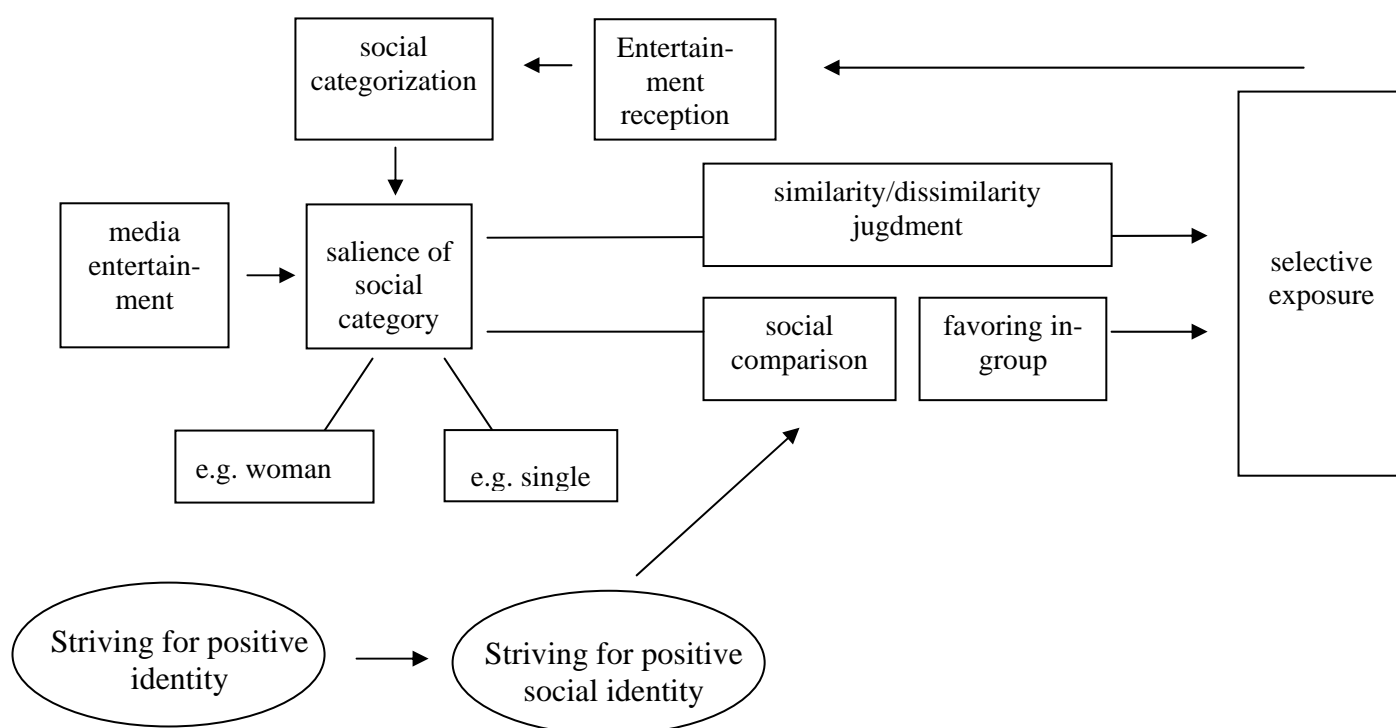 social
categorization
Entertain-
ment
reception
media
entertain-
ment
salience of
social
category
similarity/dissimilarity
jugdment
social
comparison
favoring in-
group
selective
exposure
e.g. woman
e.g. single
Striving for positive
identity
Striving for positive
social identity